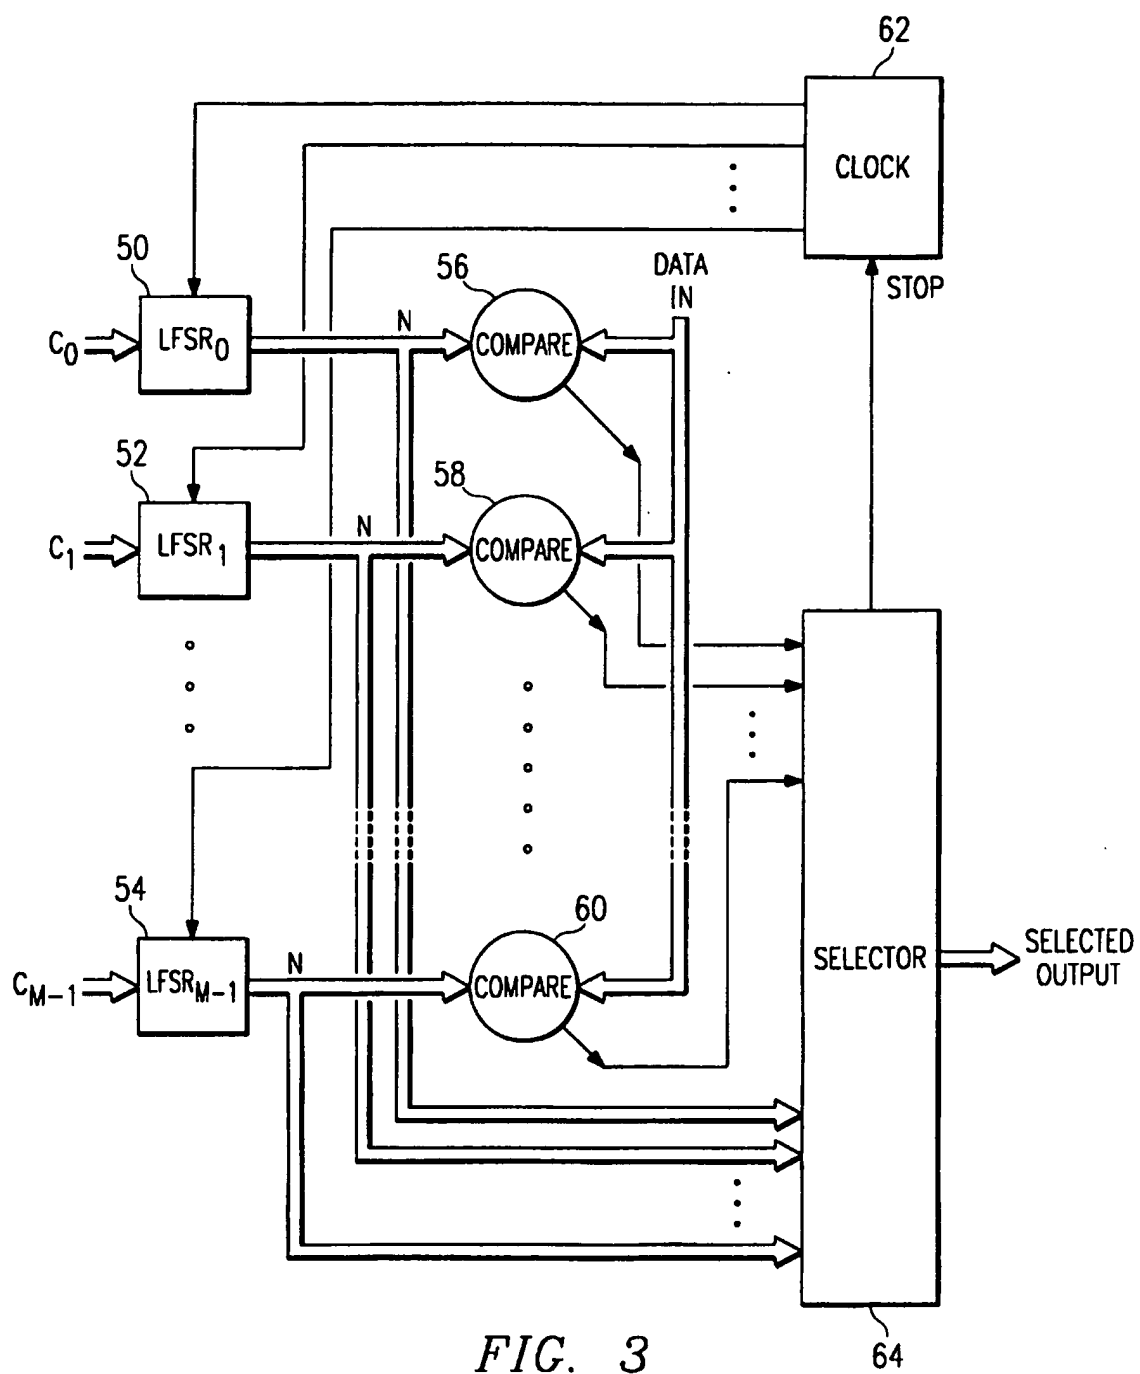 62
CLOCK
STOP
50
LFSR0
C0
N
56
COMPARE
DATA
IN
52
LFSR1
C1
N
58
COMPARE
54
LFSRM-1
CM-1
N
60
COMPARE
SELECTOR
SELECTED
OUTPUT
64
FIG. 3